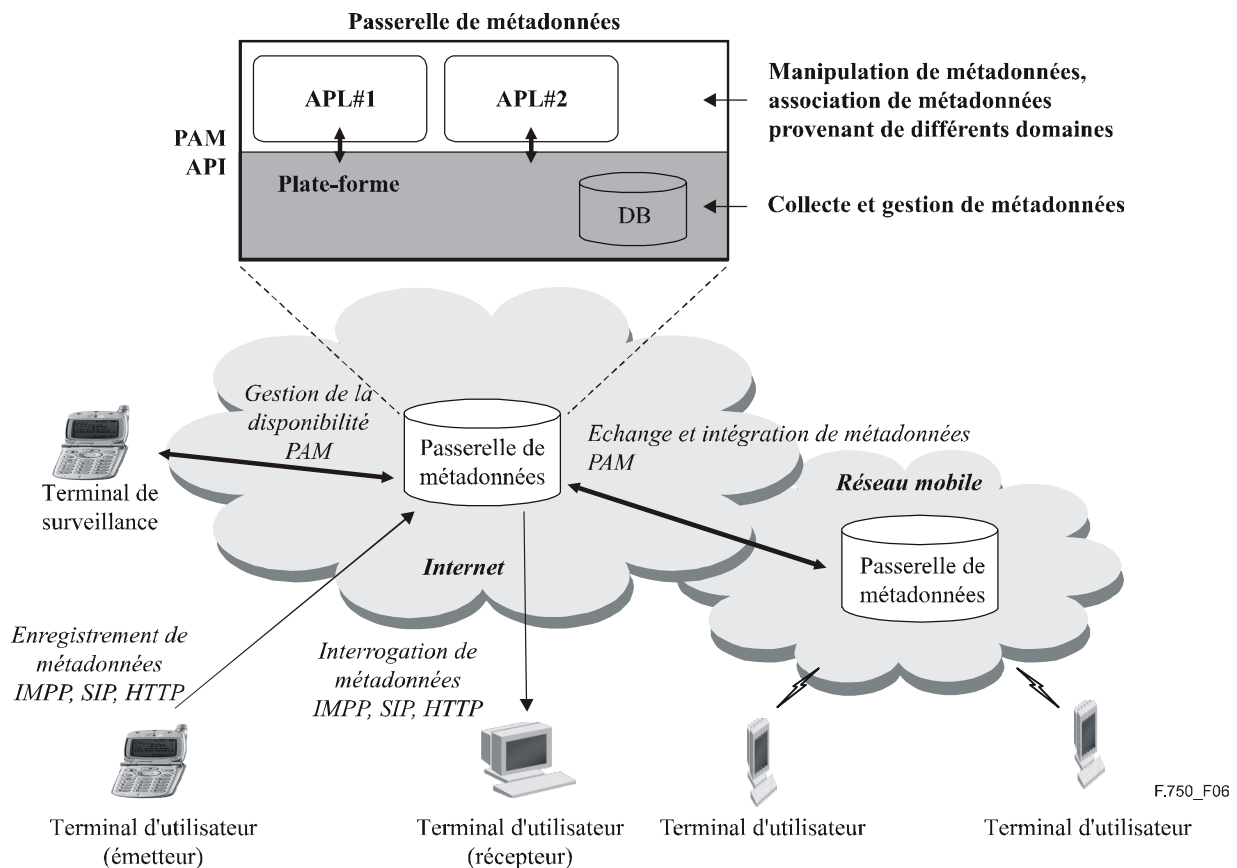 Passerelle de métadonnées
APL#1
APL#2
Manipulation de métadonnées,
association de métadonnées
provenant de différents domaines
PAM
API
Plate-forme
DB
Collecte et gestion de métadonnées
Gestion de la
disponibilité
PAM
Passerelle de
métadonnées
Echange et intégration de métadonnées
PAM
Réseau mobile
Terminal de
surveillance
Passerelle de
métadonnées
Internet
Enregistrement de
métadonnées
IMPP, SIP, HTTP
Interrogation de
métadonnées
IMPP, SIP, HTTP
F.750_F06
Terminal d'utilisateur
(émetteur)
Terminal d'utilisateur
(récepteur)
Terminal d'utilisateur
Terminal d'utilisateur